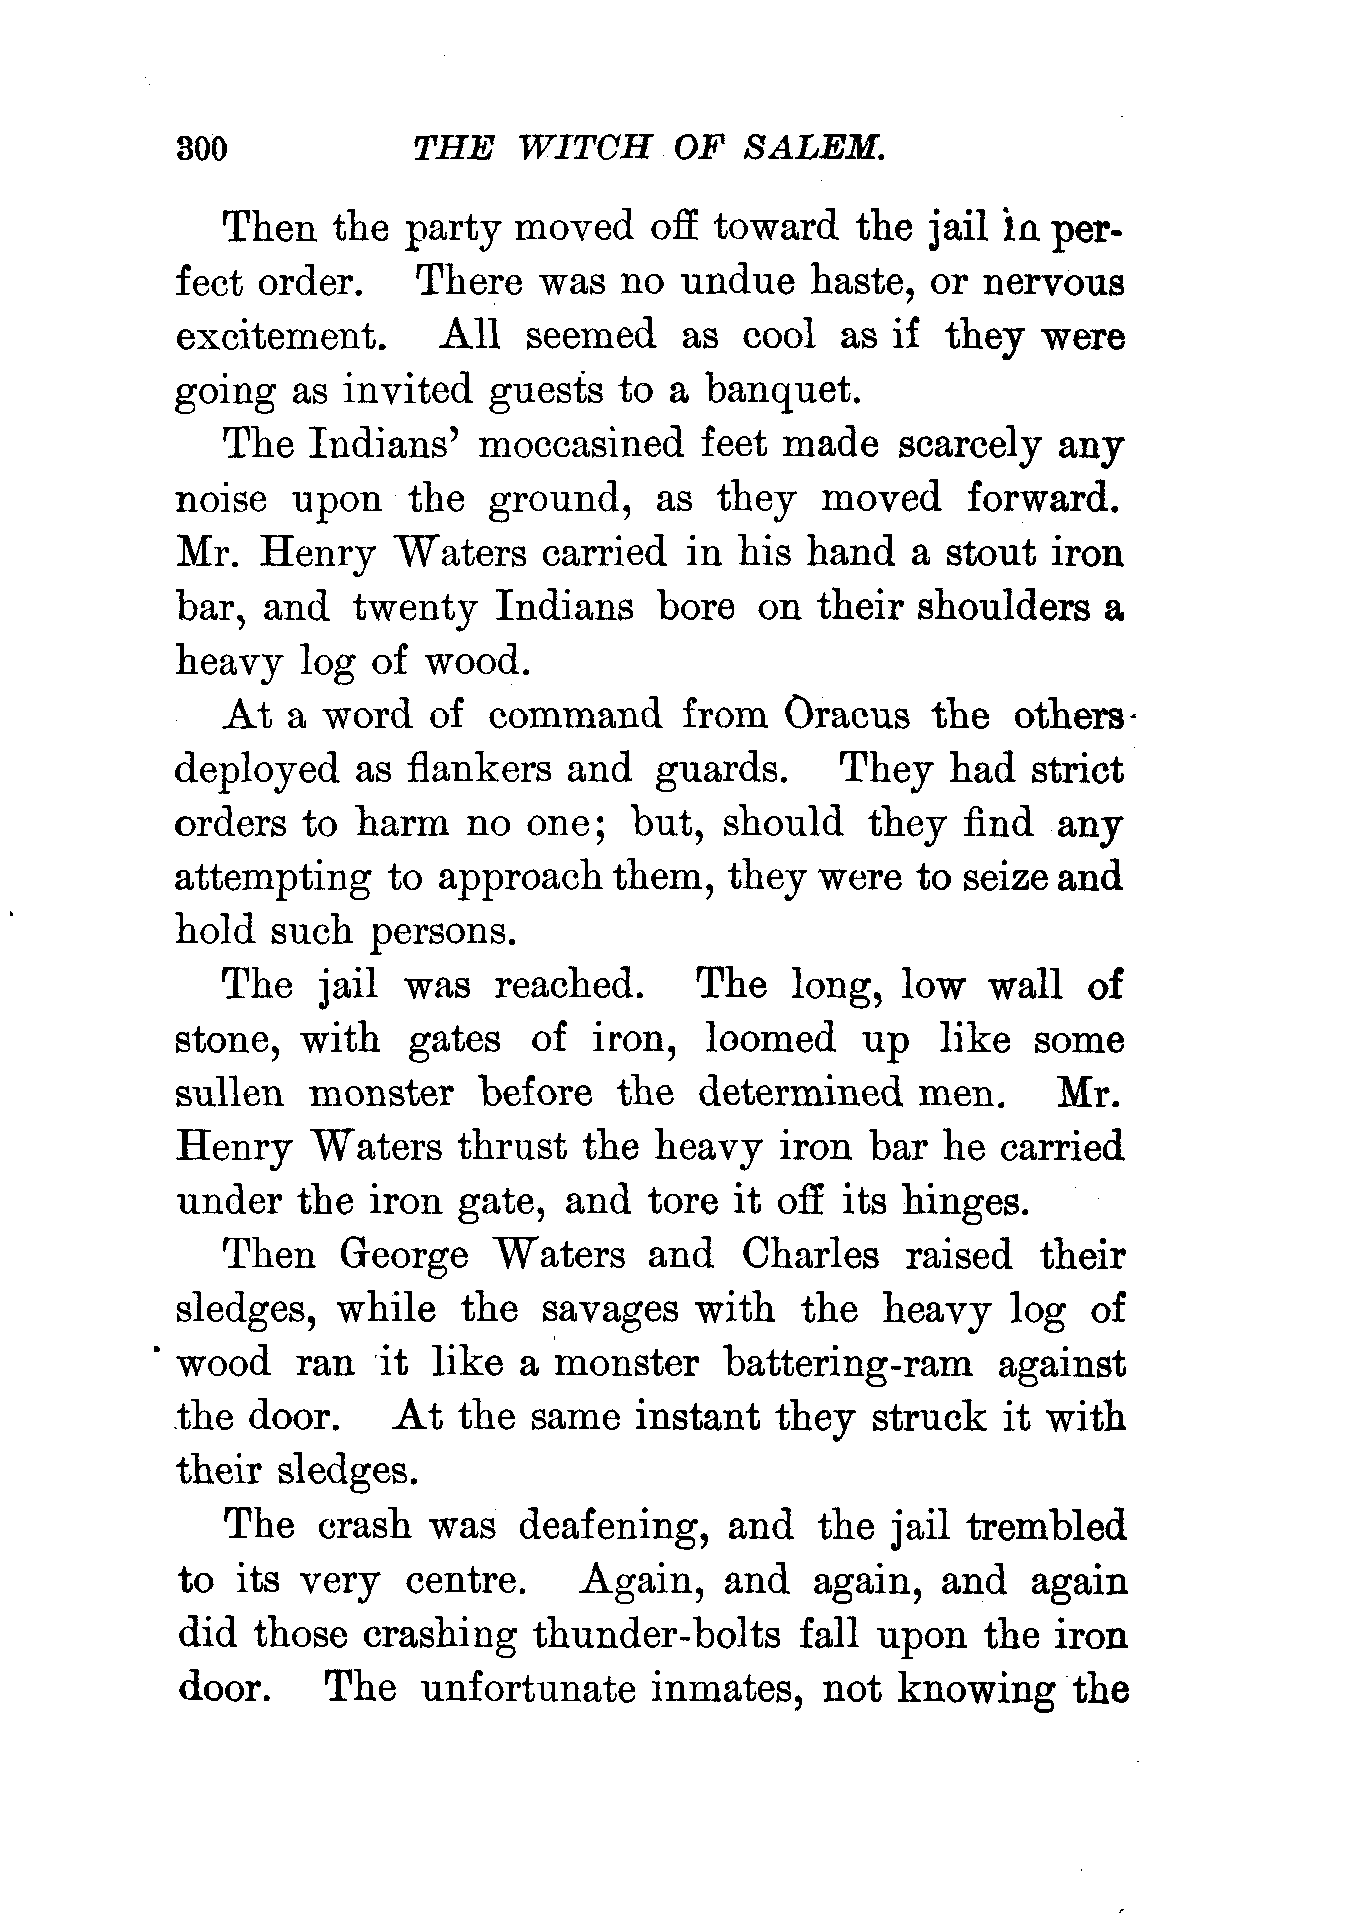 300 THE WITCH OF SALEM.
Then the party moved off toward the jail in per-
fect order. There was no undue haste, or nervous
excitement. All seemed as cool as if they were
going as invited guests to a banquet.
The Indians' moccasined feet made scarcely any
noise upon the ground, as they moved forward.
Mr. Henry Waters carried in his hand a stout iron
bar, and twenty Indians bore on their shoulders a
heavy log of wood.
At a word of command from Oracus the others
deployed as flankers and guards. They had strict
orders to harm no one; but, should they find any
attempting to approach them, they were to seize and
hold such persons.
The jail was reached. The long, low wall of
stone, with gates of iron, loomed up like some
sullen monster before the determined men. Mr.
Henry Waters thrust the heavy iron bar he carried
under the iron gate, and tore it off its hinges.
Then George Waters and Charles raised their
sledges, while the savages with the heavy log of
wood ran it like a monster battering-ram against
the door. At the same instant they struck it with
their sledges.
The crash was deafening, and the jail trembled
to its very centre. Again, and again, and again
did those crashing thunder-bolts fall upon the iron
door. The unfortunate inmates, not knowing the